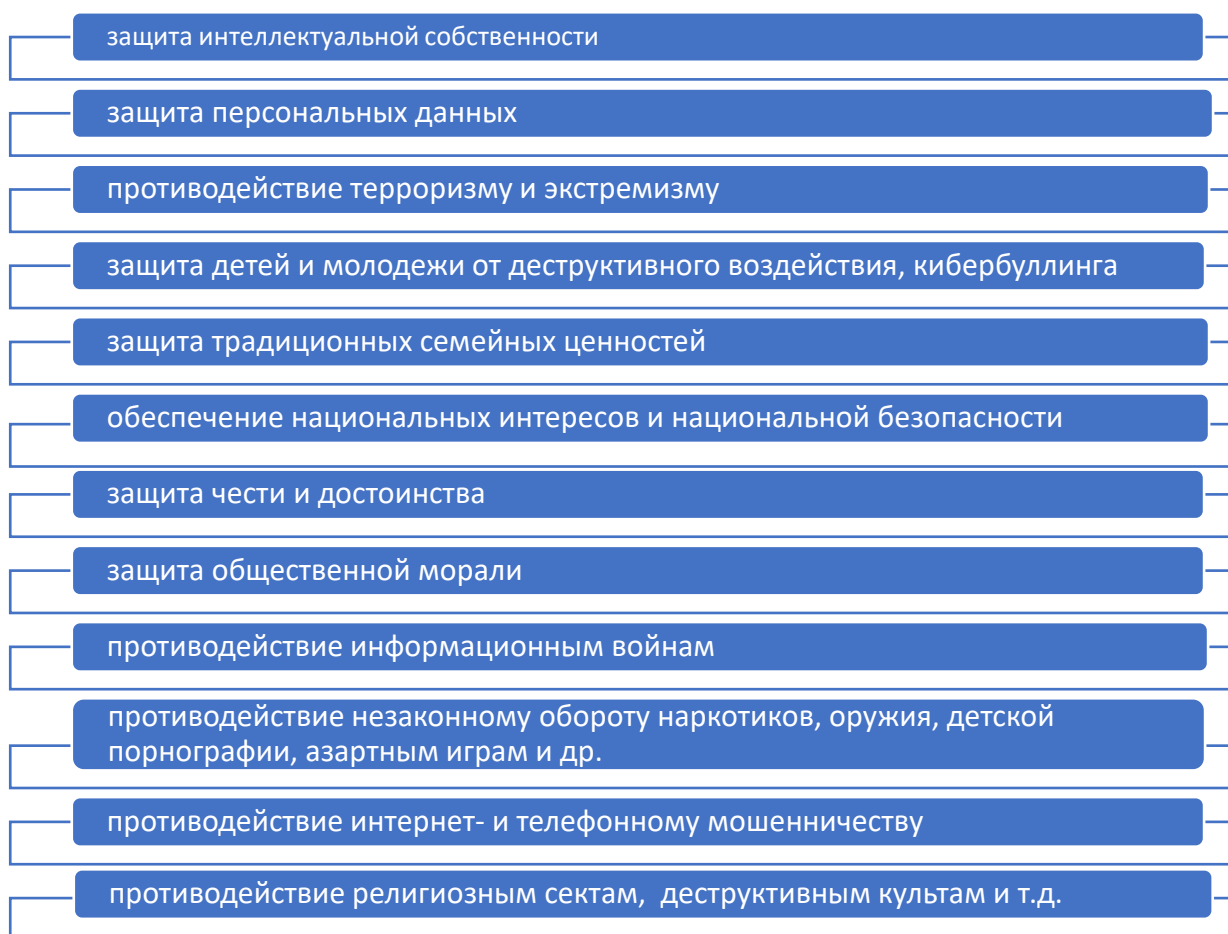 защита интеллектуальной собственности
защита персональных данных
противодействие терроризму и экстремизму
защита детей и молодежи от деструктивного воздействия, кибербуллинга
защита традиционных семейных ценностей
обеспечение национальных интересов и национальной безопасности
защита чести и достоинства
защита общественной морали
противодействие информационным войнам
противодействие незаконному обороту наркотиков, оружия, детской
порнографии, азартным играм и др.
противодействие интернет- и телефонному мошенничеству
противодействие религиозным сектам, деструктивным культам и т.д.